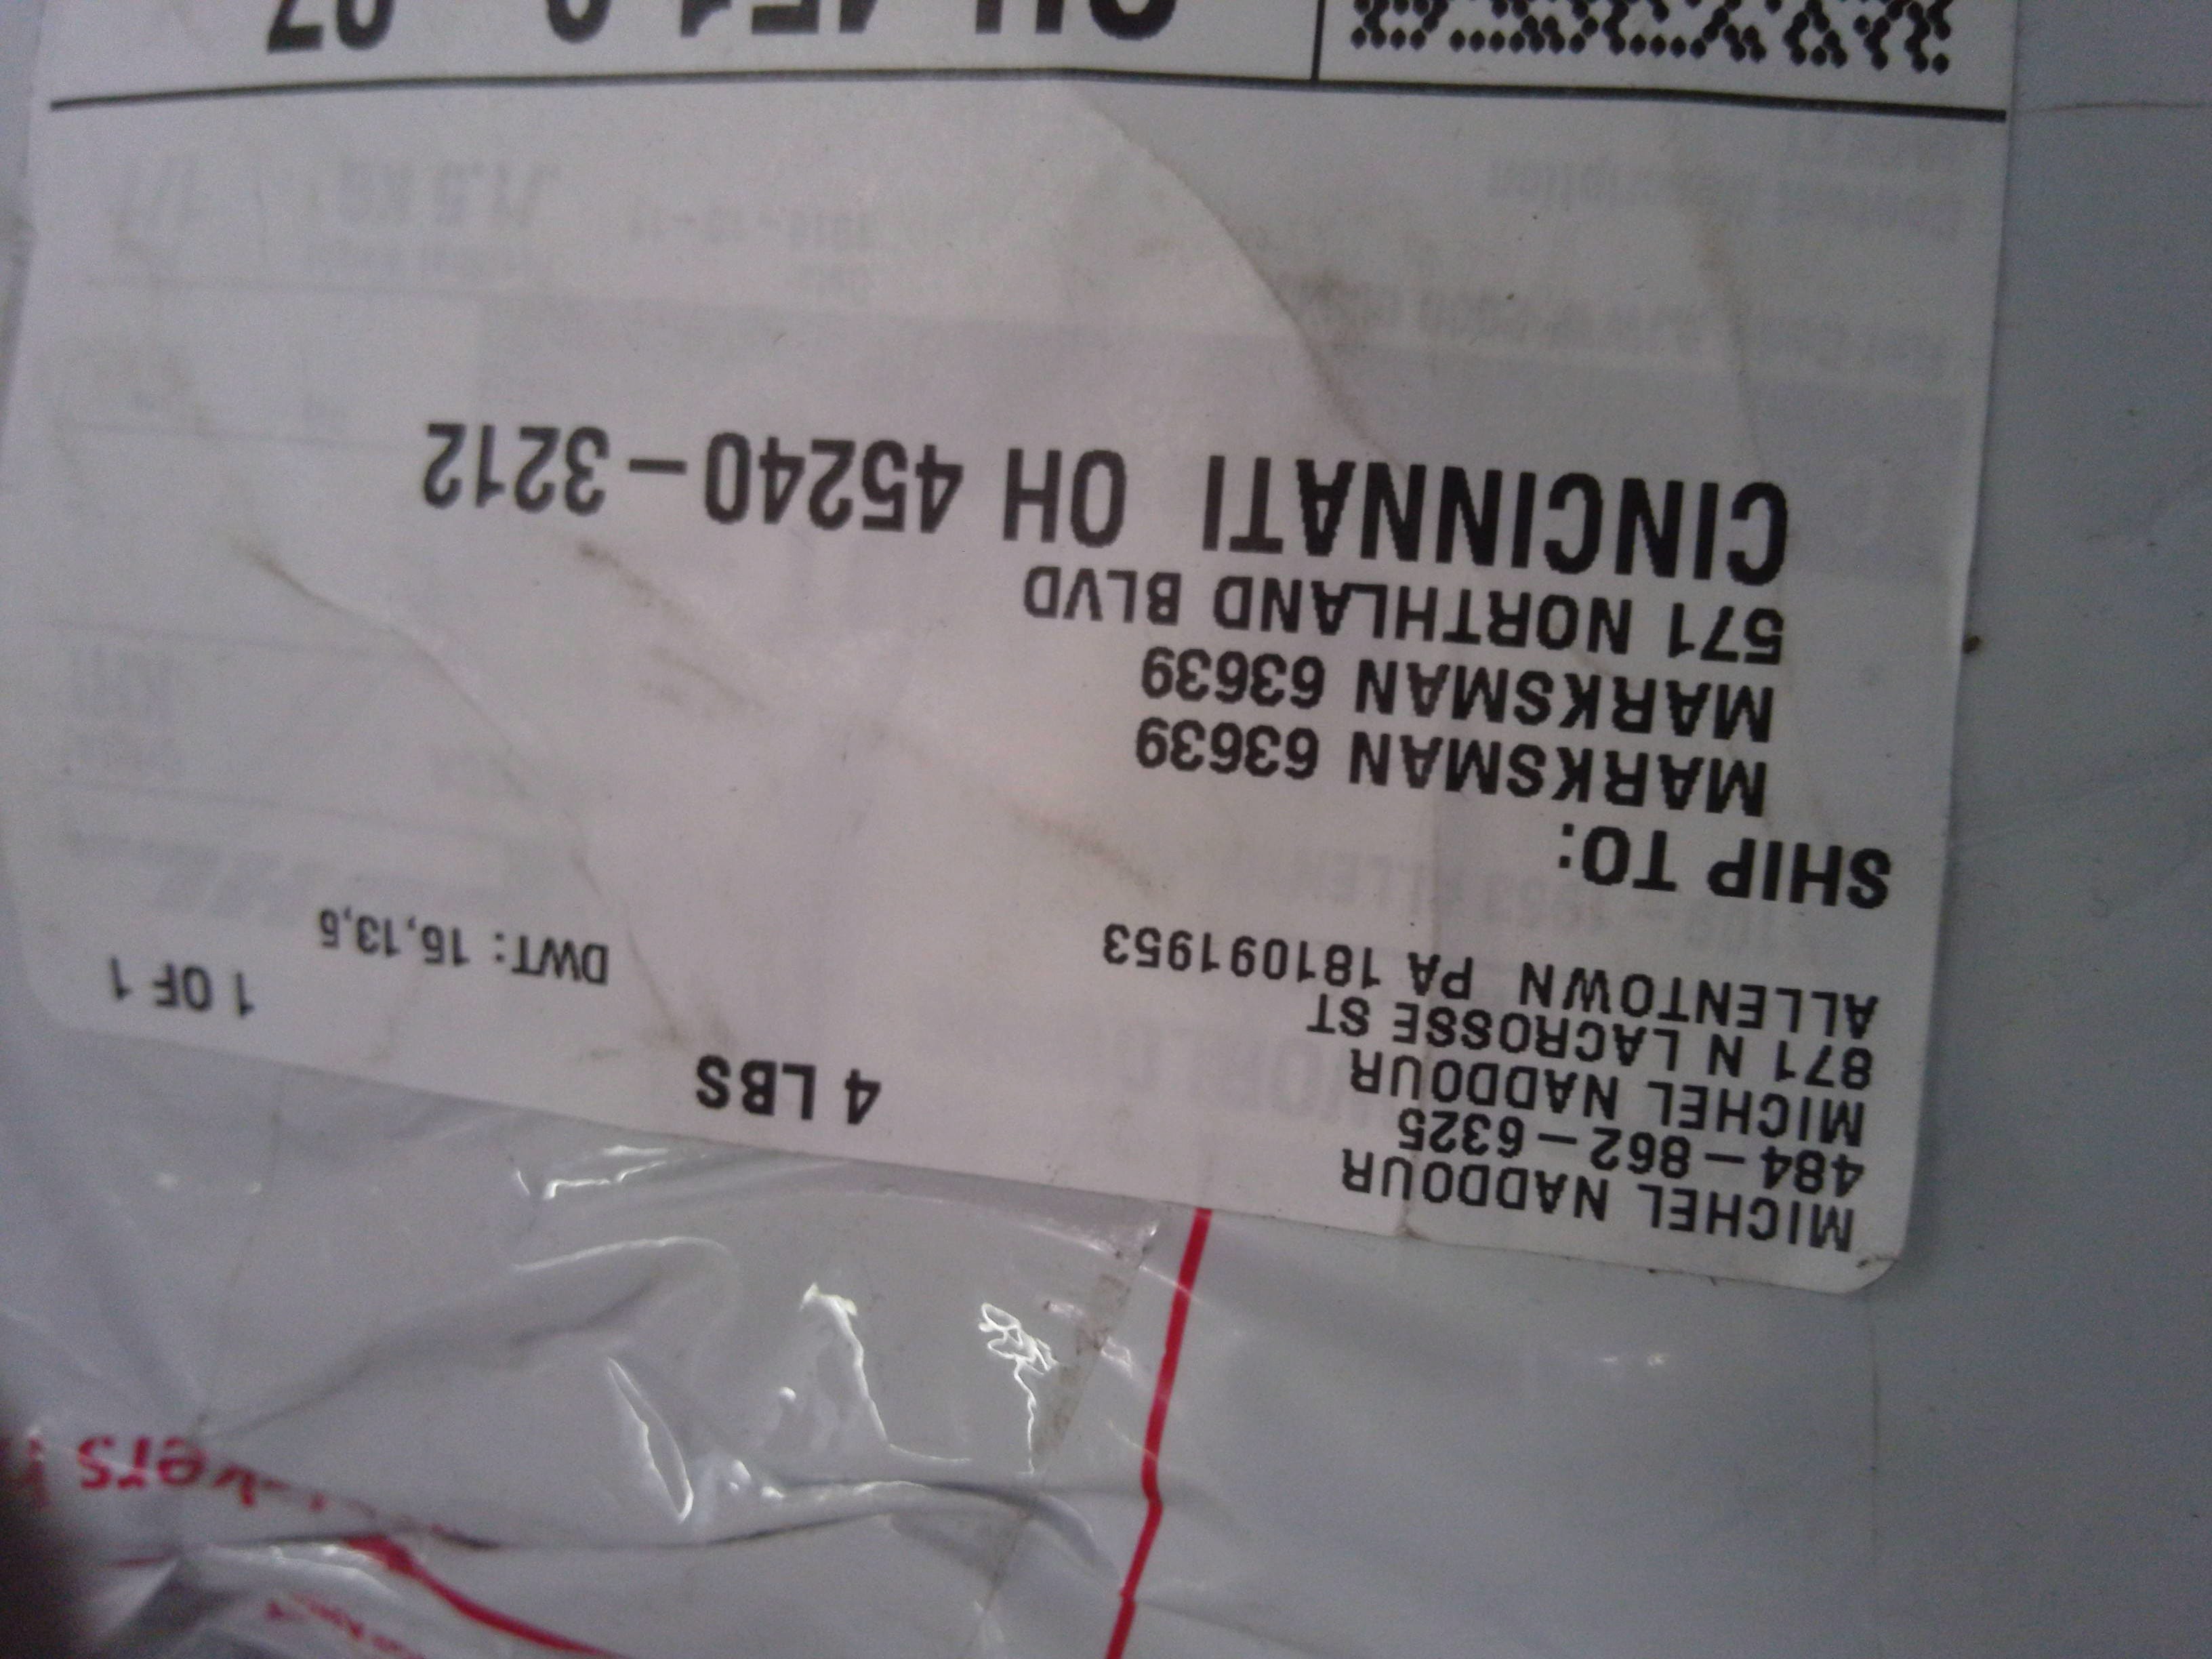 MICHEL NADDOUR
484-862-6325
MICHEL NADDOUR
871 N LACROSSE ST
ALLENTOWN PA 181091953
4 LBS
1 OF 1
DWT: 16,13,6
SHIP TO:
MARKSMAN 63639
MARKSMAN 63639
571 NORTHLAND BLVD
CINCINNATI OH 45240-3212